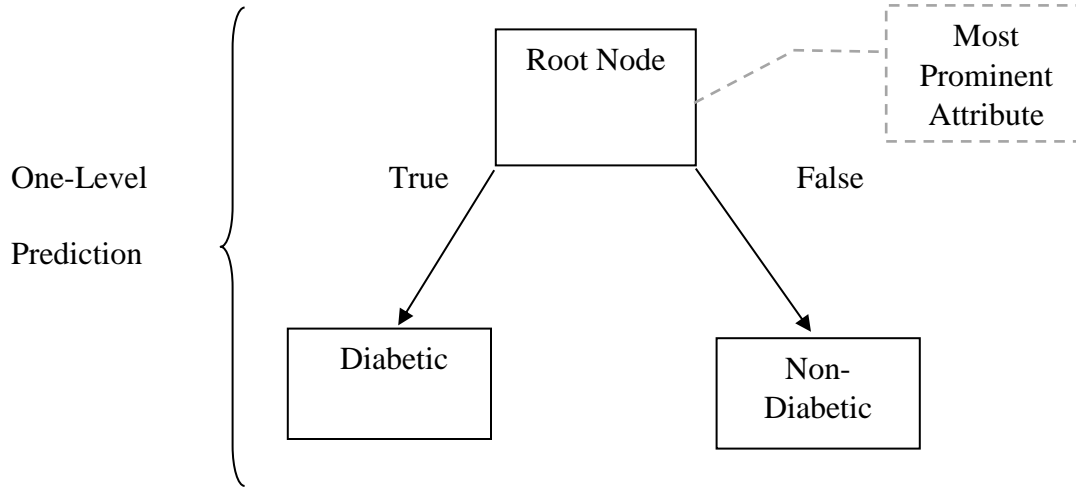 Root Node
Most
Prominent
Attribute
One-Level
Prediction
True
False
Diabetic
Non-
Diabetic